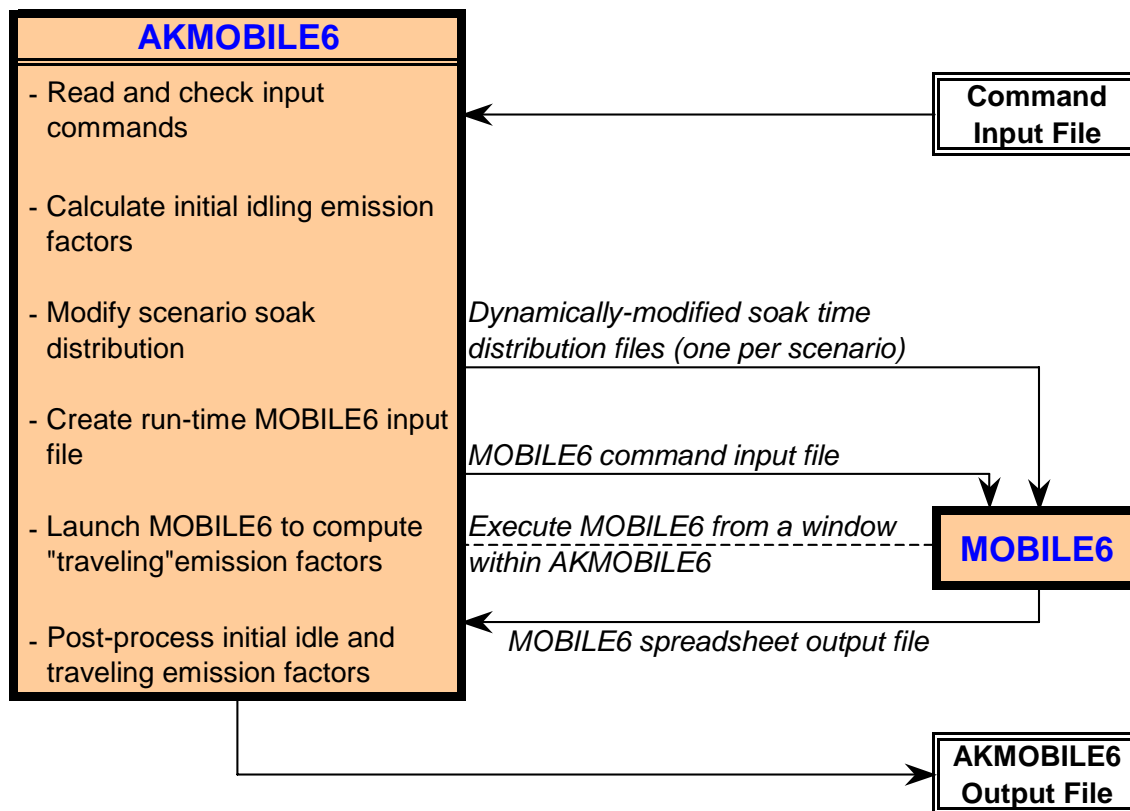 AKMOBILE6
- Read and check input
commands
- Calculate initial idling emission
factors
- Modify scenario soak
distribution
- Create run-time MOBILE6 input
file
- Launch MOBILE6 to compute
"traveling"emission factors
- Post-process initial idle and
traveling emission factors
Command
Input File
Dynamically-modified soak time
distribution files (one per scenario)
MOBILE6 command input file
Execute MOBILE6 from a window
within AKMOBILE6
MOBILE6
MOBILE6 spreadsheet output file
AKMOBILE6
Output File